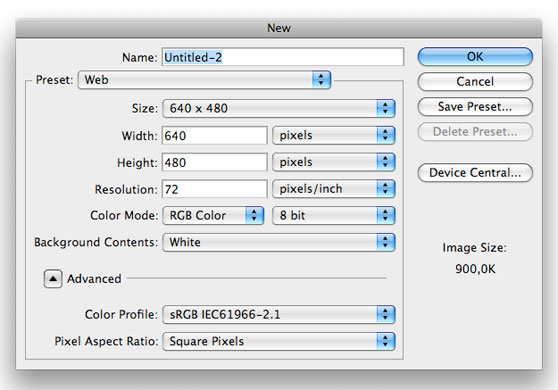 New
Name: Untitled-2
OK
Preset: Web
Cancel
Size: 640 x 480
Save Preset...
Width: 640 pixels
Delete Preset...
Height: 480 pixels
Resolution: 72 pixels/inch
Device Central...
Color Mode: RGB Color 8 bit
Background Contents: White
Image Size:
900,0K
Advanced
Color Profile: sRGB IEC61966-2.1
Pixel Aspect Ratio: Square Pixels